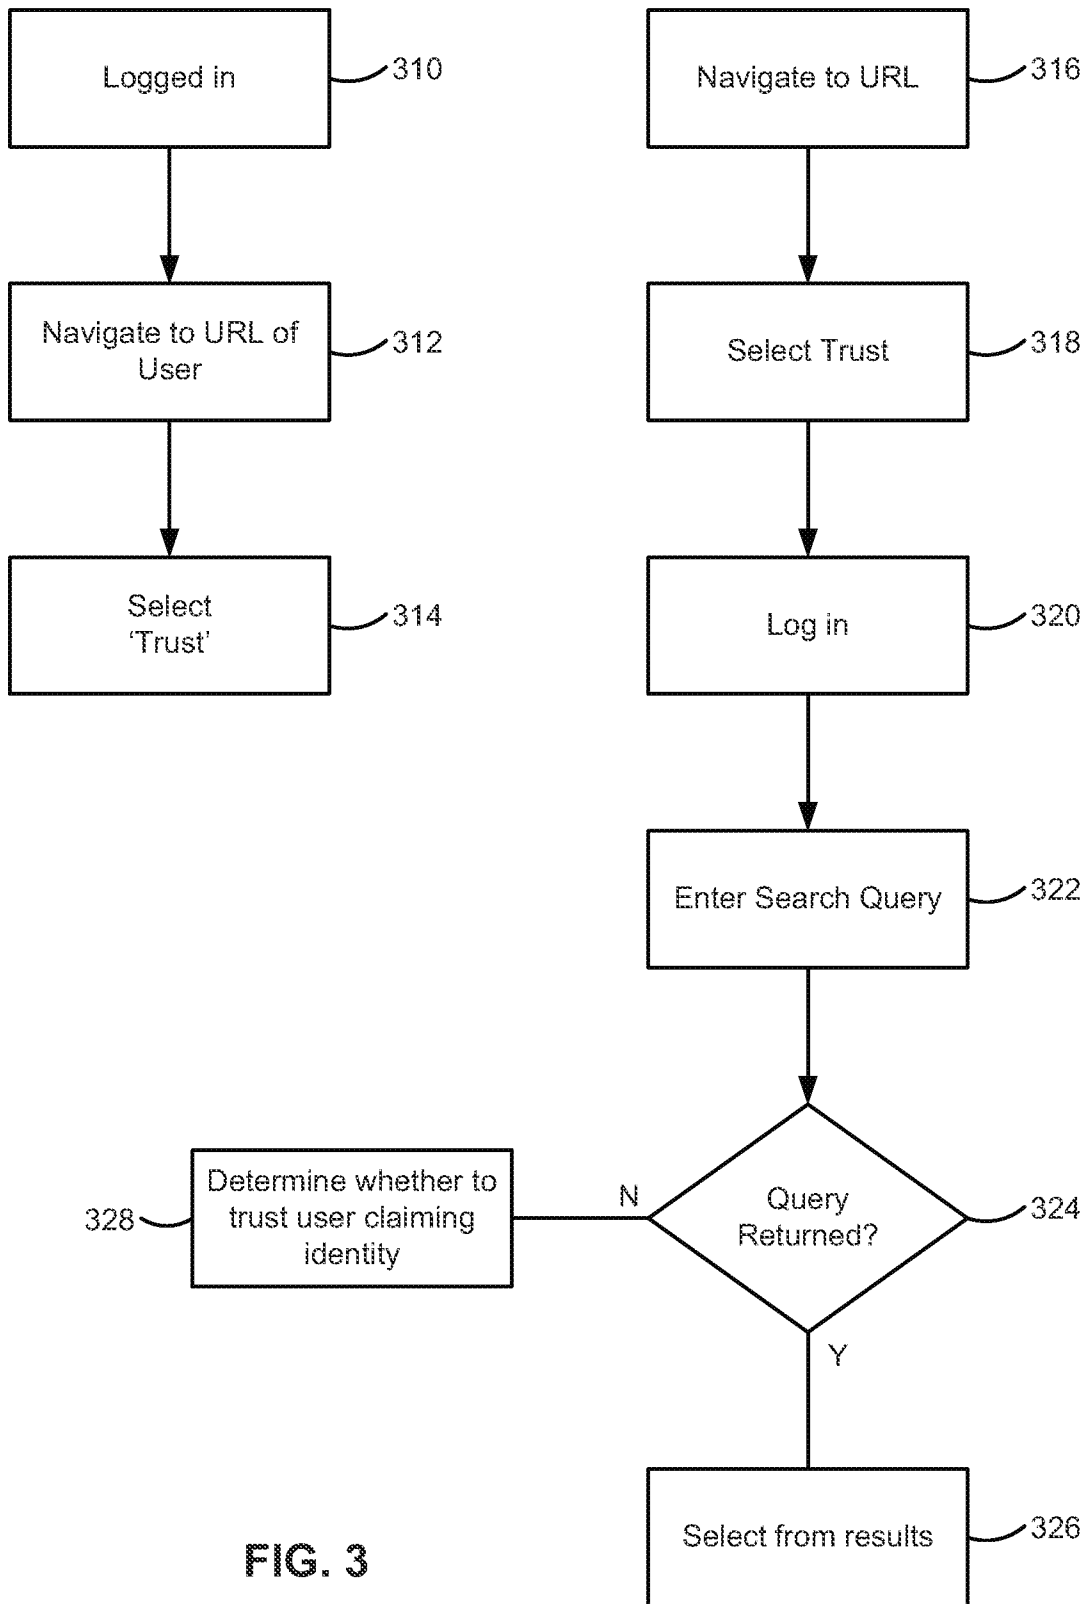 Logged in
310
Navigate to URL of
User
312
Select
‘Trust’
314
Navigate to URL
316
Select Trust
318
Log in
320
Enter Search Query
322
Query
Returned?
324
N
Y
Determine whether to
trust user claiming
identity
328
Select from results
326
FIG. 3